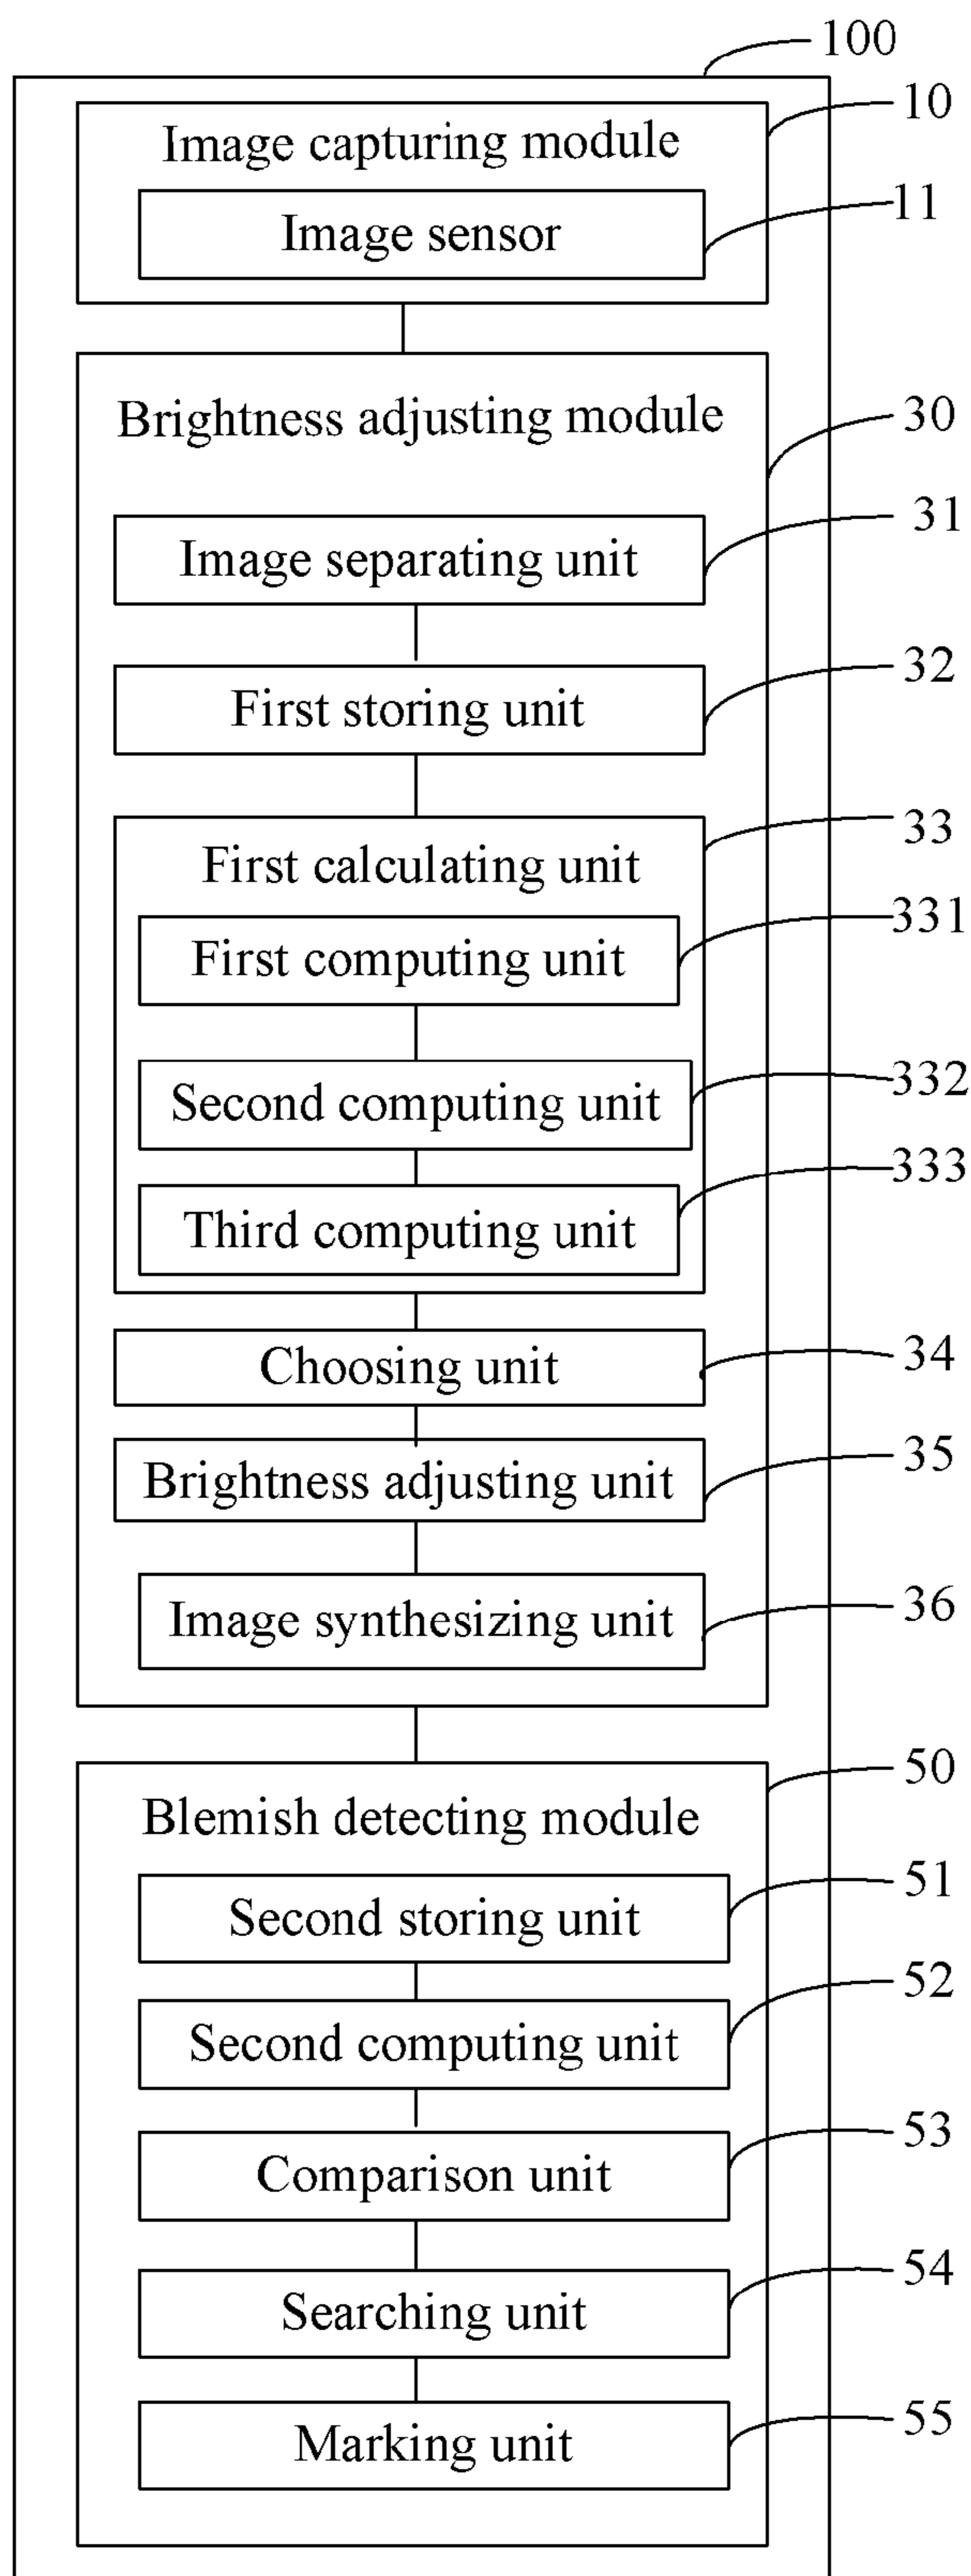 100
Image capturing module
10
Image sensor
11
Brightness adjusting module
30
Image separating unit
31
First storing unit
32
First calculating unit
33
First computing unit
331
Second computing unit
332
Third computing unit
333
Choosing unit
34
Brightness adjusting unit
35
Image synthesizing unit
36
Blemish detecting module
50
Second storing unit
51
Second computing unit
52
Comparison unit
53
Searching unit
54
Marking unit
55